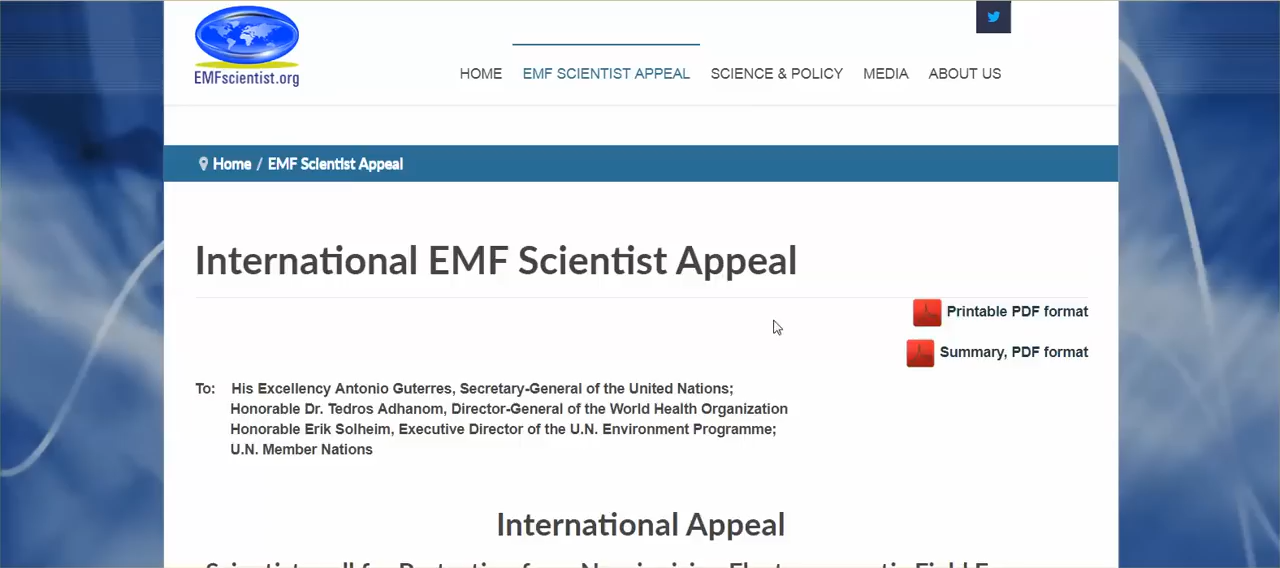 EMFscientist.org
HOME EMF SCIENTIST APPEAL SCIENCE & POLICY MEDIA ABOUT US
Home / EMF Scientist Appeal
International EMF Scientist Appeal
Printable PDF format
Summary, PDF format
To: His Excellency Antonio Guterres, Secretary-General of the United Nations;
Honorable Dr. Tedros Adhanom, Director-General of the World Health Organization
Honorable Erik Solheim, Executive Director of the U.N. Environment Programme;
U.N. Member Nations
International Appeal